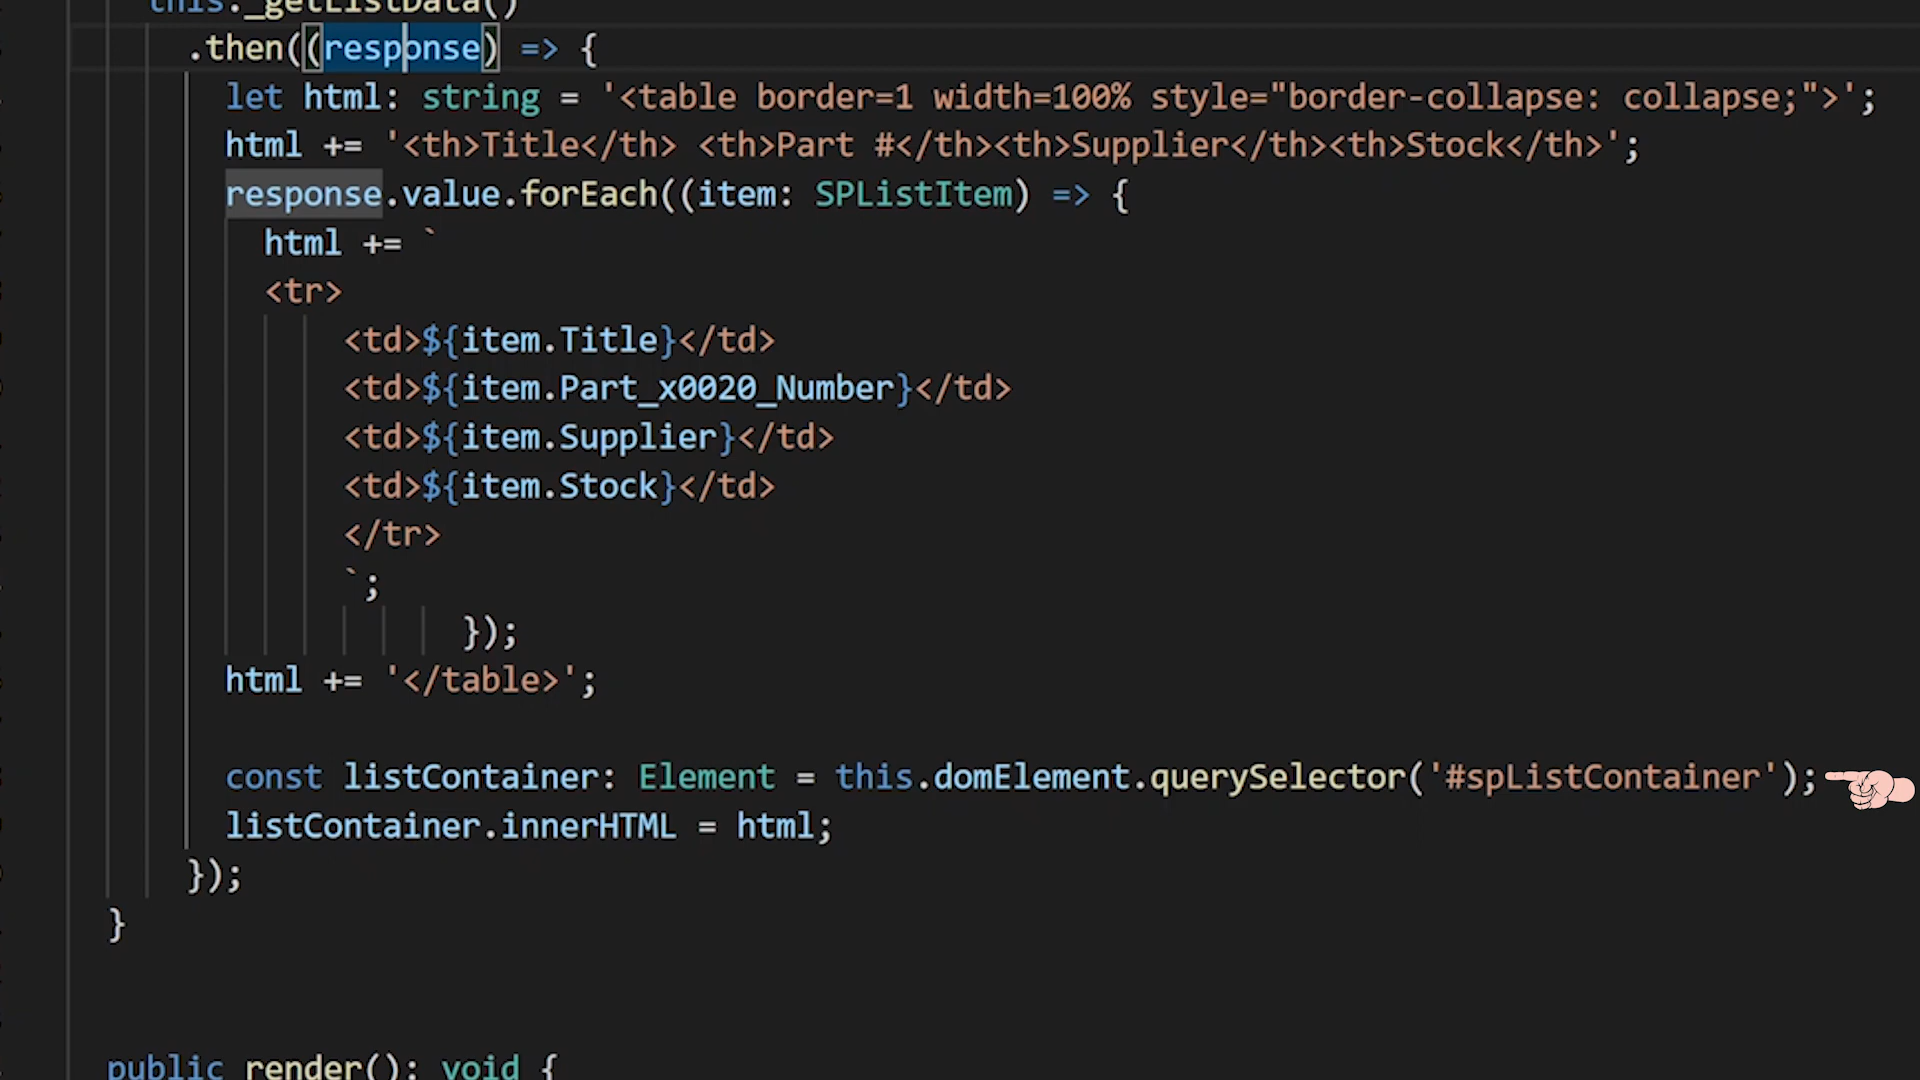 this._getListData()
.then((response) => {
let html: string = '<table border=1 width=100% style="border-collapse: collapse;">';
html += '<th>Title</th> <th>Part #</th><th>Supplier</th><th>Stock</th>';
response.value.forEach((item: SPListItem) => {
html += `
<tr>
<td>${item.Title}</td>
<td>${item.Part_x0020_Number}</td>
<td>${item.Supplier}</td>
<td>${item.Stock}</td>
</tr>
`;
});
html += '</table>';
const listContainer: Element = this.domElement.querySelector('#spListContainer');
listContainer.innerHTML = html;
});
}
public render(): void {